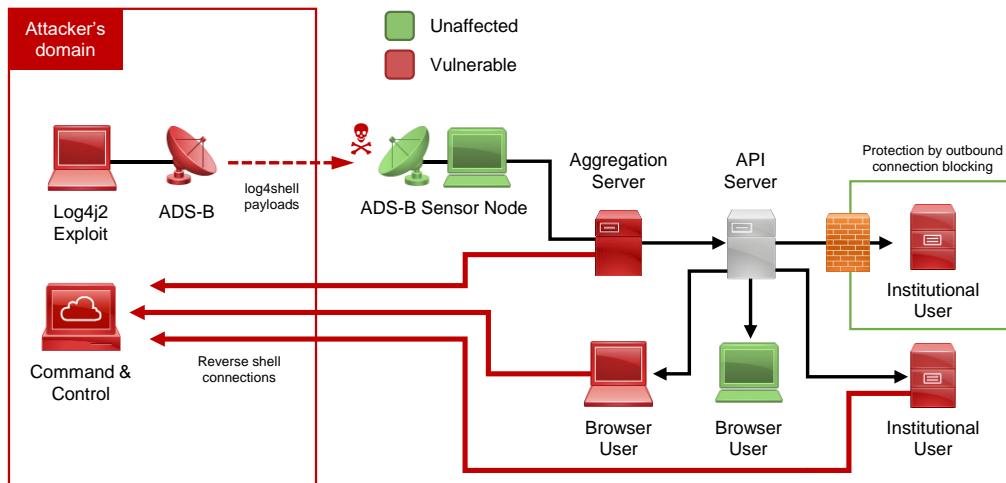 Attacker's
domain
Unaffected
Vulnerable
Log4j2
Exploit
ADS-B
log4shell
payloads
ADS-B Sensor Node
Aggregation
Server
API
Server
Protection by outbound
connection blocking
Institutional
User
Command &
Control
Reverse shell
connections
Browser
User
Browser
User
Institutional
User